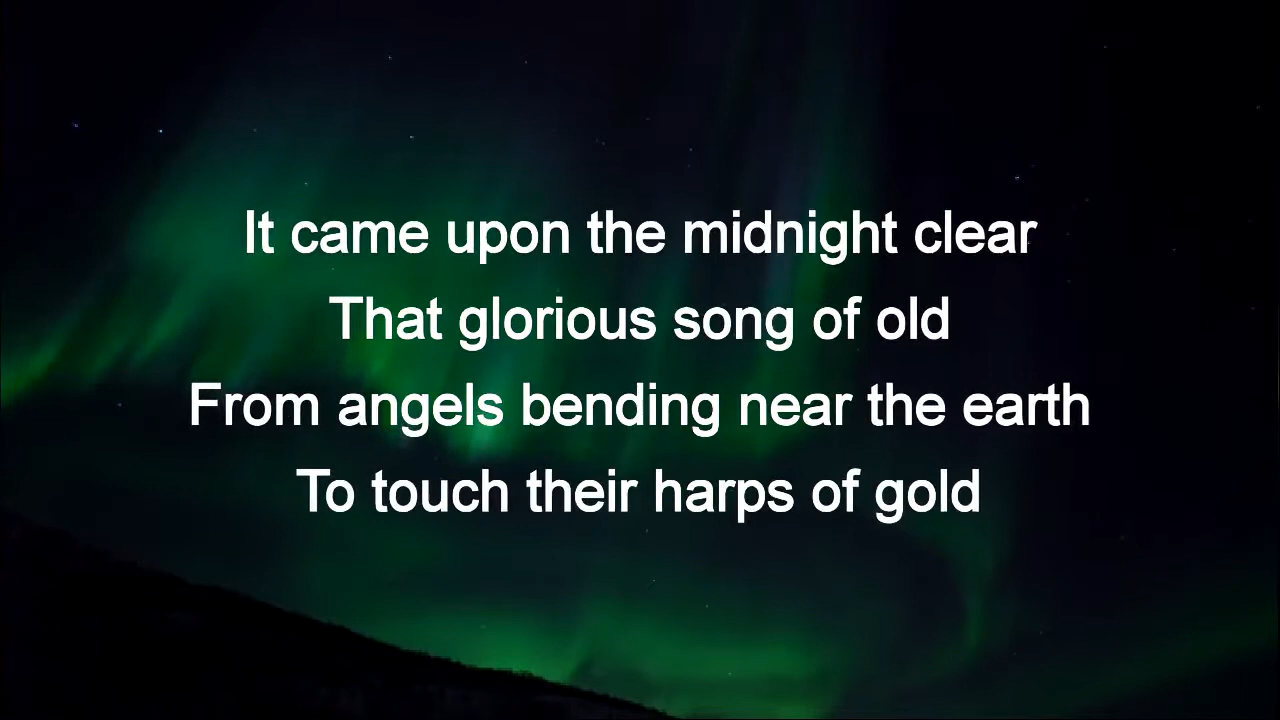 It came upon the midnight clear
That glorious song of old
From angels bending near the earth
To touch their harps of gold